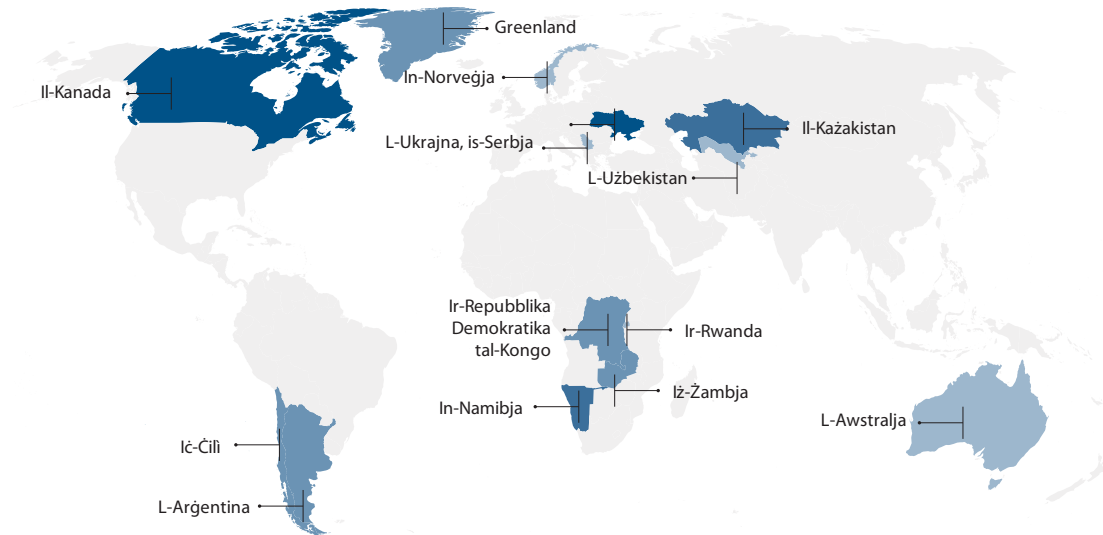 Greenland
In-Norveġja
Il-Kanada
L-Ukrajna, is-Serbja
Il-Każakistan
L-Użbekistan
Ir-Repubblika
Demokratika
tal-Kongo
Ir-Rwanda
Iż-Żambja
In-Namibja
L-Awstralja
Iċ-Ċilì
L-Arġentina